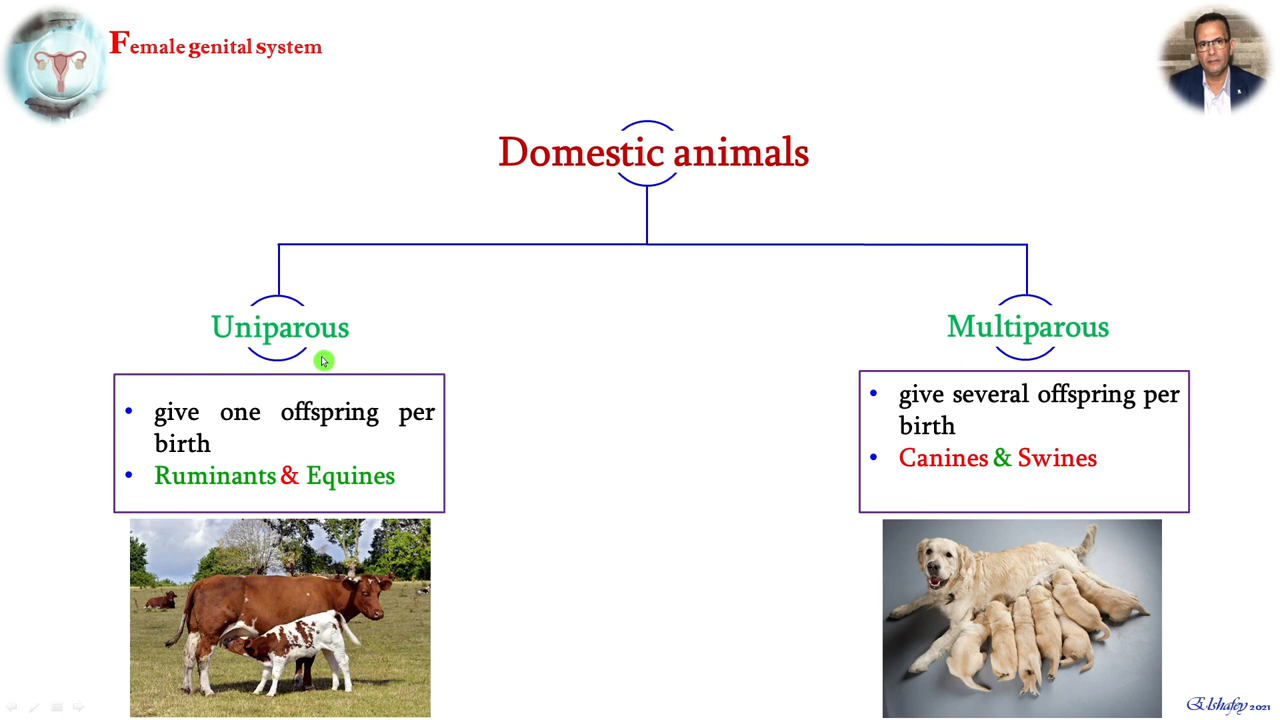 Female genital system
Domestic animals
Uniparous
• give one offspring per
birth
• Ruminants & Equines
Multiparous
• give several offspring per
birth
• Canines & Swines
Elshafey 2021